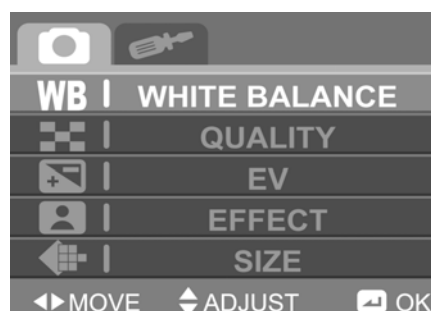 WB WHITE BALANCE
QUALITY
EV
EFFECT
SIZE
MOVE ADJUST OK